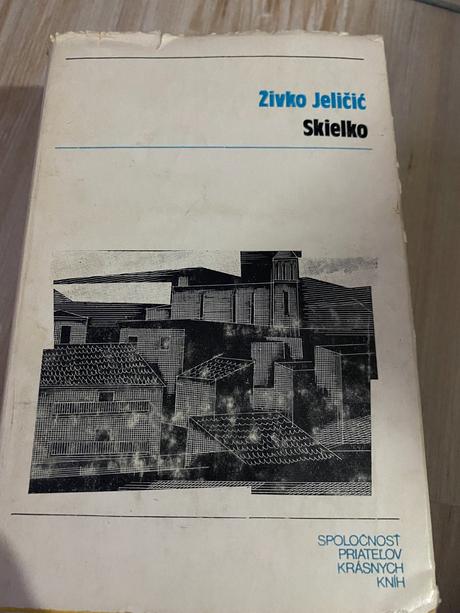 Živko Jeličić
Skielko
SPOLOČNOSŤ
PRIATEĽOV
KRÁSNYCH
KNÍH